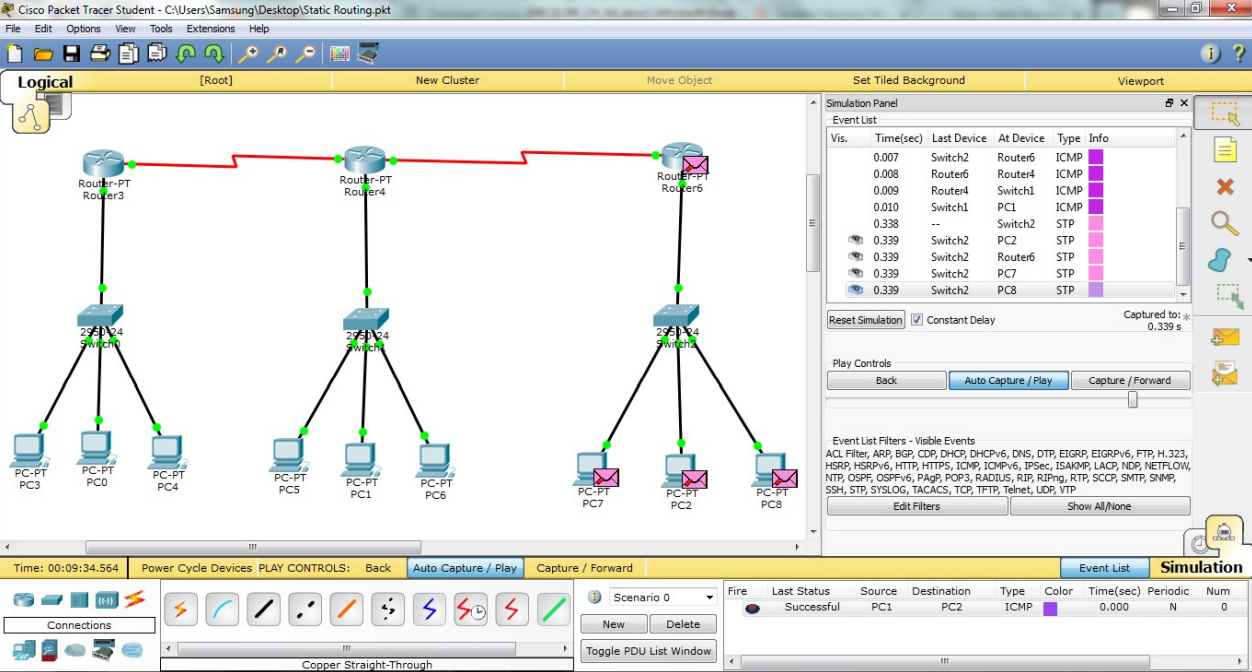 Cisco Packet Tracer Student - C:\Users\Samsung\Desktop\Static Routing.pkt
File Edit Options View Tools Extensions Help
Logical [Root] New Cluster Move Object Set Tiled Background Viewport
Simulation Panel
Event List
Vis. Time(sec) Last Device At Device Type Info
0.007 Switch2 Router6 ICMP
0.008 Router6 Router4 ICMP
0.009 Router4 Switch1 ICMP
0.010 Switch1 PC1 ICMP
0.338 -- Switch2 STP
0.339 Switch2 PC2 STP
0.339 Switch2 Router6 STP
0.339 Switch2 PC7 STP
0.339 Switch2 PC8 STP
Reset Simulation Constant Delay Captured to: *
0.339 s
Play Controls
Back Auto Capture / Play Capture / Forward
Event List Filters - Visible Events
ACL Filter, ARP, BGP, CDP, DHCP, DHCPv6, DNS, DTP, EIGRP, EIGRPv6, FTP, H.323,
HSRP, HSRPv6, HTTP, HTTPS, ICMP, ICMPv6, IPSec, ISAKMP, LACP, NDP, NETFLOW,
NTP, OSPF, OSPFv6, PAgP, POP3, RADIUS, RIP, RIPng, RTP, SCCP, SMTP, SNMP,
SSH, STP, SYSLOG, TACACS, TCP, TFTP, Telnet, UDP, VTP
Edit Filters Show All/None
Router-PT
Router3
Router-PT
Router4
Router-PT
Router6
2950-24
Switch0
2950-24
Switch1
2950-24
Switch2
PC-PT
PC3
PC-PT
PC0
PC-PT
PC4
PC-PT
PC5
PC-PT
PC1
PC-PT
PC6
PC-PT
PC7
PC-PT
PC2
PC-PT
PC8
Time: 00:09:34.564 Power Cycle Devices PLAY CONTROLS: Back Auto Capture / Play Capture / Forward Event List Simulation
Connections
Copper Straight-Through
Scenario 0
New Delete
Toggle PDU List Window
Fire Last Status Source Destination Type Color Time(sec) Periodic Num
Successful PC1 PC2 ICMP 0.000 N 0